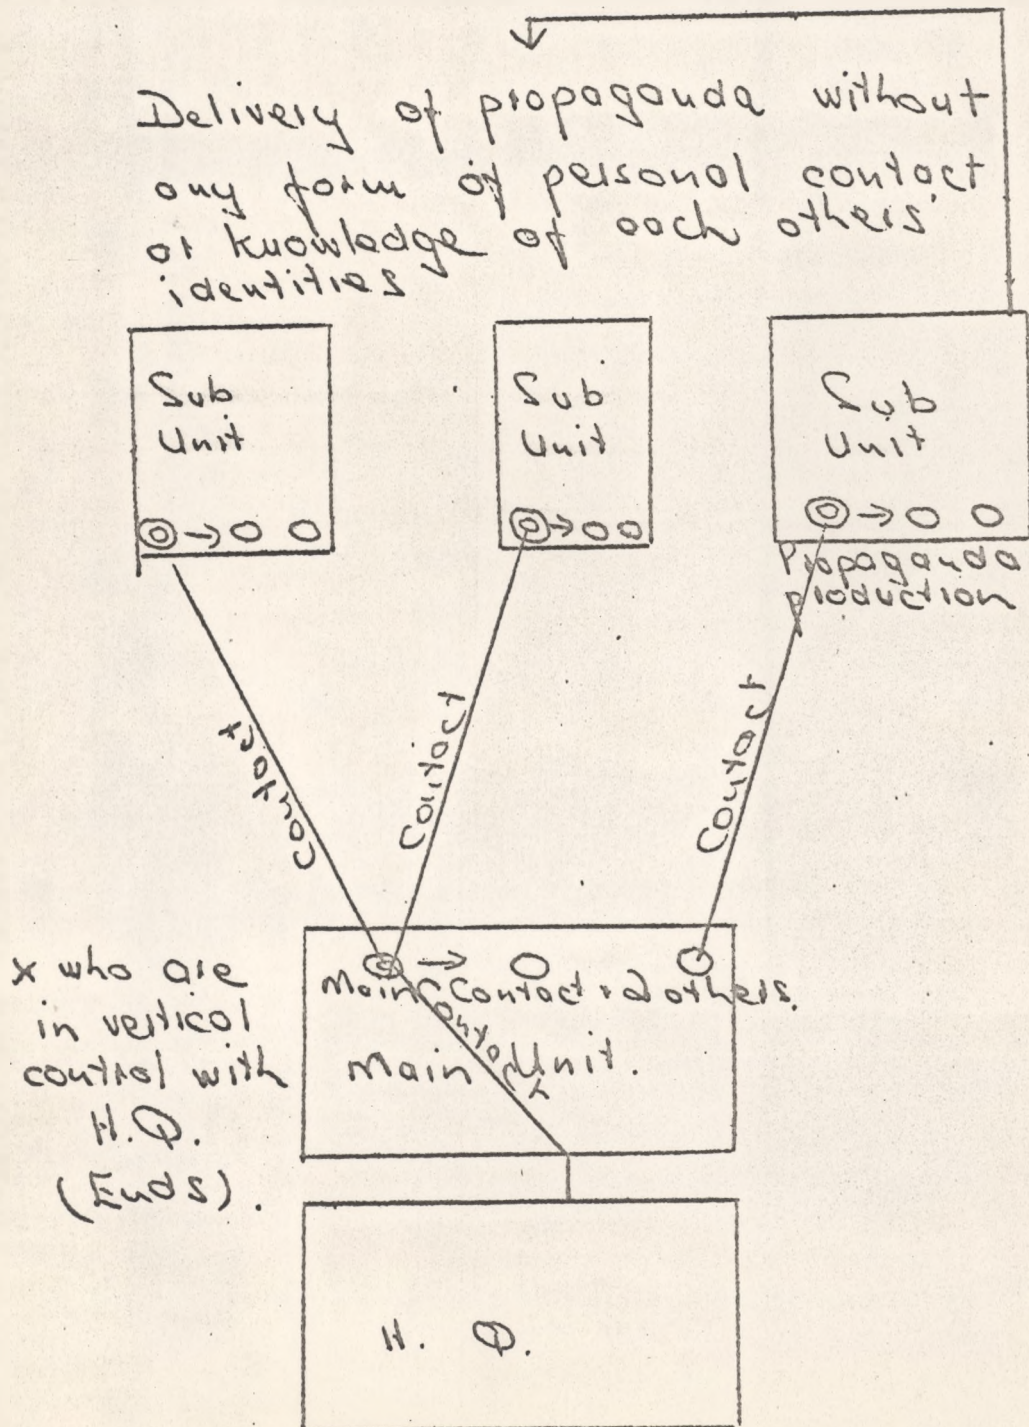 Delivery of propaganda without
any form of personal contact
or knowledge of each others'
identities
Sub
Unit
Sub
Unit
Sub
Unit
Propaganda
production
Contact
Contact
Contact
x who are
in vertical
control with
H.Q.
(Ends).
Main Contact + 2 others.
Contact x
Main Unit.
H. Q.